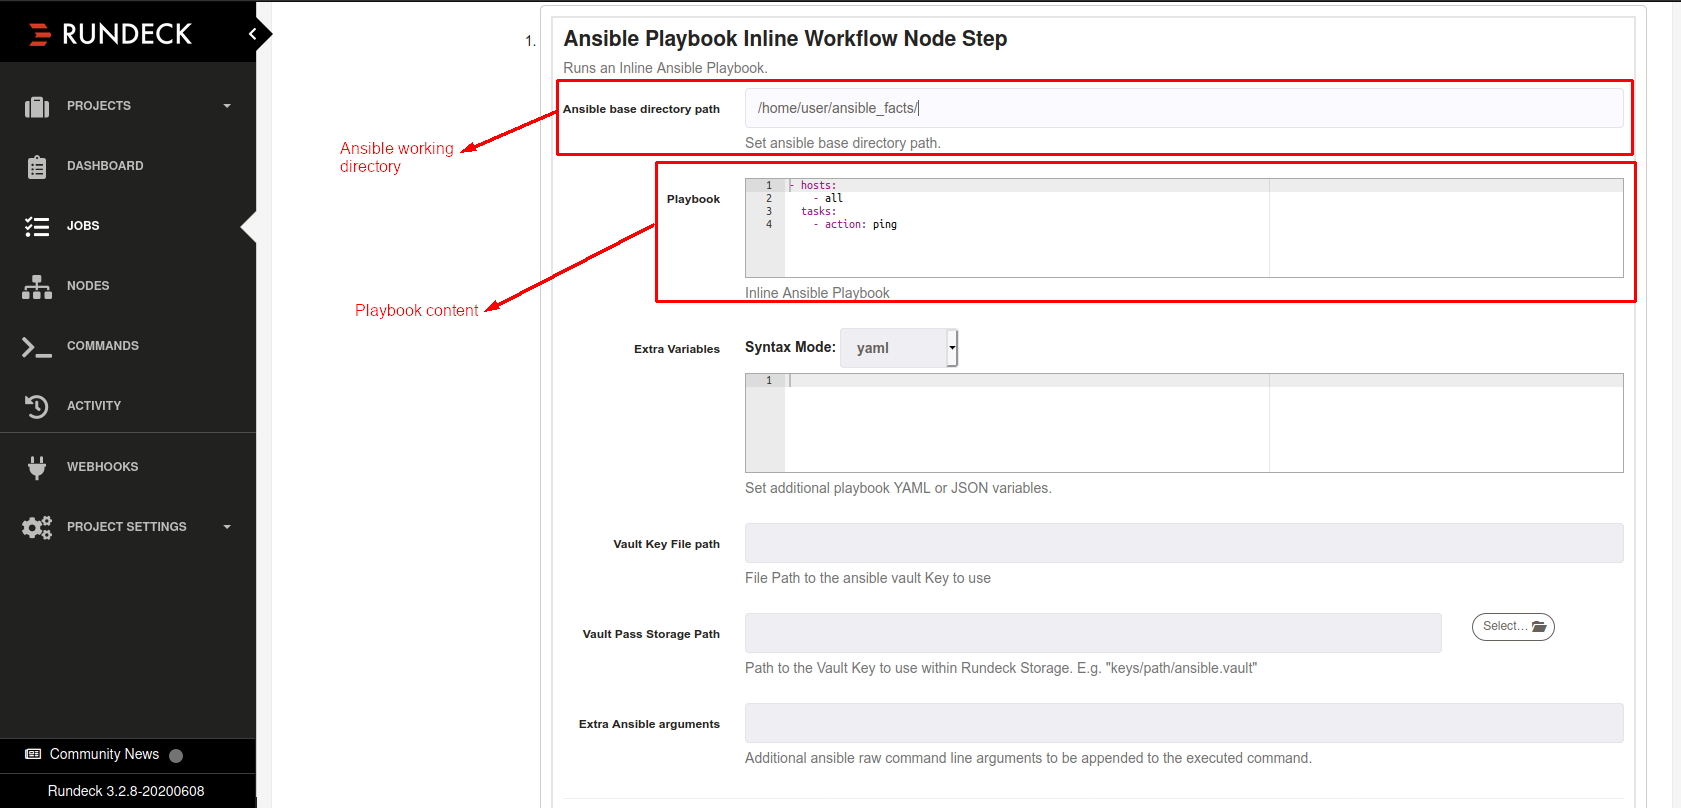 RUNDECK
PROJECTS
DASHBOARD
JOBS
NODES
COMMANDS
ACTIVITY
WEBHOOKS
PROJECT SETTINGS
Community News
Rundeck 3.2.8-20200608
Ansible working
directory
Playbook content
1.
Ansible Playbook Inline Workflow Node Step
Runs an Inline Ansible Playbook.
Ansible base directory path
/home/user/ansible_facts/
Set ansible base directory path.
Playbook
1 - hosts:
2     - all
3   tasks:
4     - action: ping
Inline Ansible Playbook
Extra Variables
Syntax Mode: yaml
1
Set additional playbook YAML or JSON variables.
Vault Key File path
File Path to the ansible vault Key to use
Vault Pass Storage Path
Select...
Path to the Vault Key to use within Rundeck Storage. E.g. "keys/path/ansible.vault"
Extra Ansible arguments
Additional ansible raw command line arguments to be appended to the executed command.